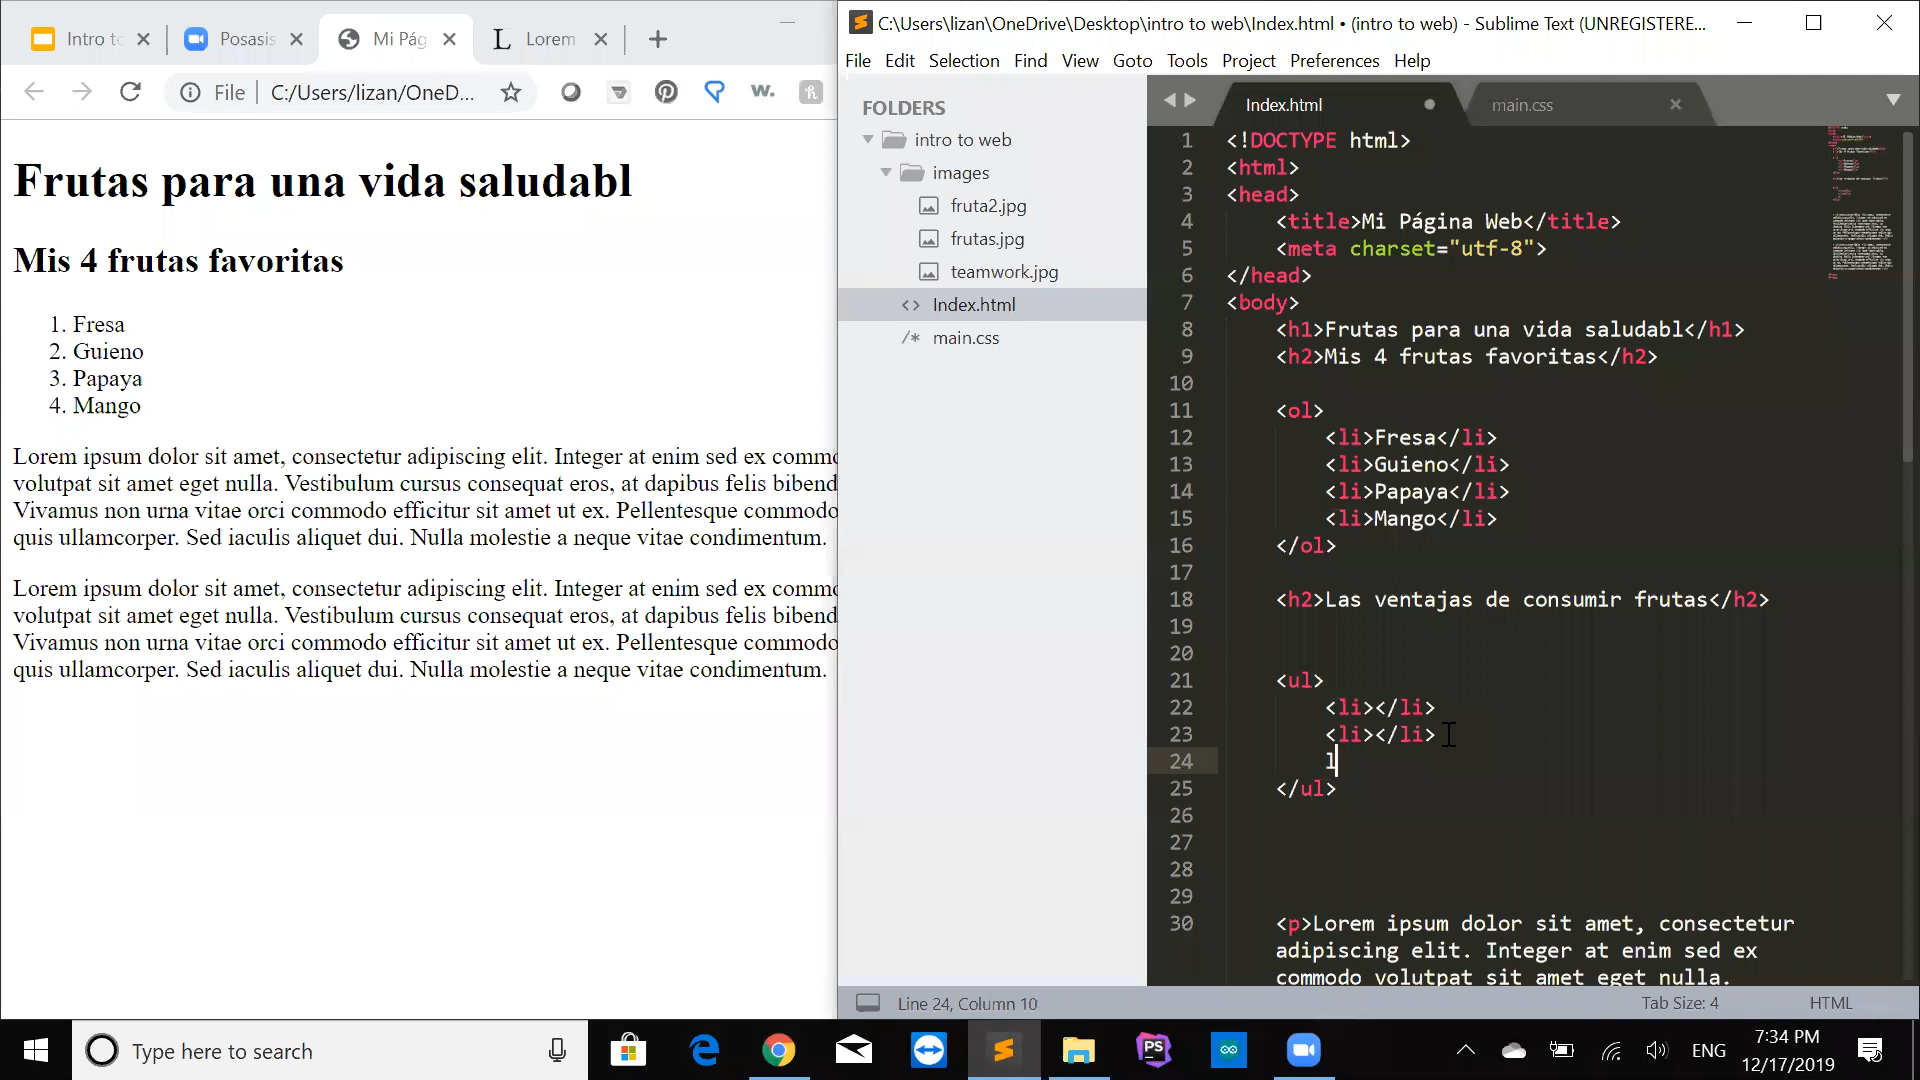 Intro to
Posasis
Mi Pág
Lorem
File
C:/Users/lizan/OneD...
Frutas para una vida saludabl
Mis 4 frutas favoritas
1. Fresa
2. Guieno
3. Papaya
4. Mango
Lorem ipsum dolor sit amet, consectetur adipiscing elit. Integer at enim sed ex commo
volutpat sit amet eget nulla. Vestibulum cursus consequat eros, at dapibus felis bibend
Vivamus non urna vitae orci commodo efficitur sit amet ut ex. Pellentesque commodo
quis ullamcorper. Sed iaculis aliquet dui. Nulla molestie a neque vitae condimentum.
Lorem ipsum dolor sit amet, consectetur adipiscing elit. Integer at enim sed ex commo
volutpat sit amet eget nulla. Vestibulum cursus consequat eros, at dapibus felis bibend
Vivamus non urna vitae orci commodo efficitur sit amet ut ex. Pellentesque commodo
quis ullamcorper. Sed iaculis aliquet dui. Nulla molestie a neque vitae condimentum.
C:\Users\lizan\OneDrive\Desktop\intro to web\Index.html • (intro to web) - Sublime Text (UNREGISTERE...
File Edit Selection Find View Goto Tools Project Preferences Help
FOLDERS
intro to web
images
fruta2.jpg
frutas.jpg
teamwork.jpg
<> Index.html
/* main.css
Index.html
main.css
1 <!DOCTYPE html>
2 <html>
3 <head>
4 <title>Mi Página Web</title>
5 <meta charset="utf-8">
6 </head>
7 <body>
8 <h1>Frutas para una vida saludabl</h1>
9 <h2>Mis 4 frutas favoritas</h2>
10
11 <ol>
12 <li>Fresa</li>
13 <li>Guieno</li>
14 <li>Papaya</li>
15 <li>Mango</li>
16 </ol>
17
18 <h2>Las ventajas de consumir frutas</h2>
19
20
21 <ul>
22 <li></li>
23 <li></li>
24 l
25 </ul>
26
27
28
29
30 <p>Lorem ipsum dolor sit amet, consectetur
adipiscing elit. Integer at enim sed ex
commodo volutpat sit amet eget nulla.
Line 24, Column 10
Tab Size: 4
HTML
Type here to search
PS
ENG
7:34 PM
12/17/2019